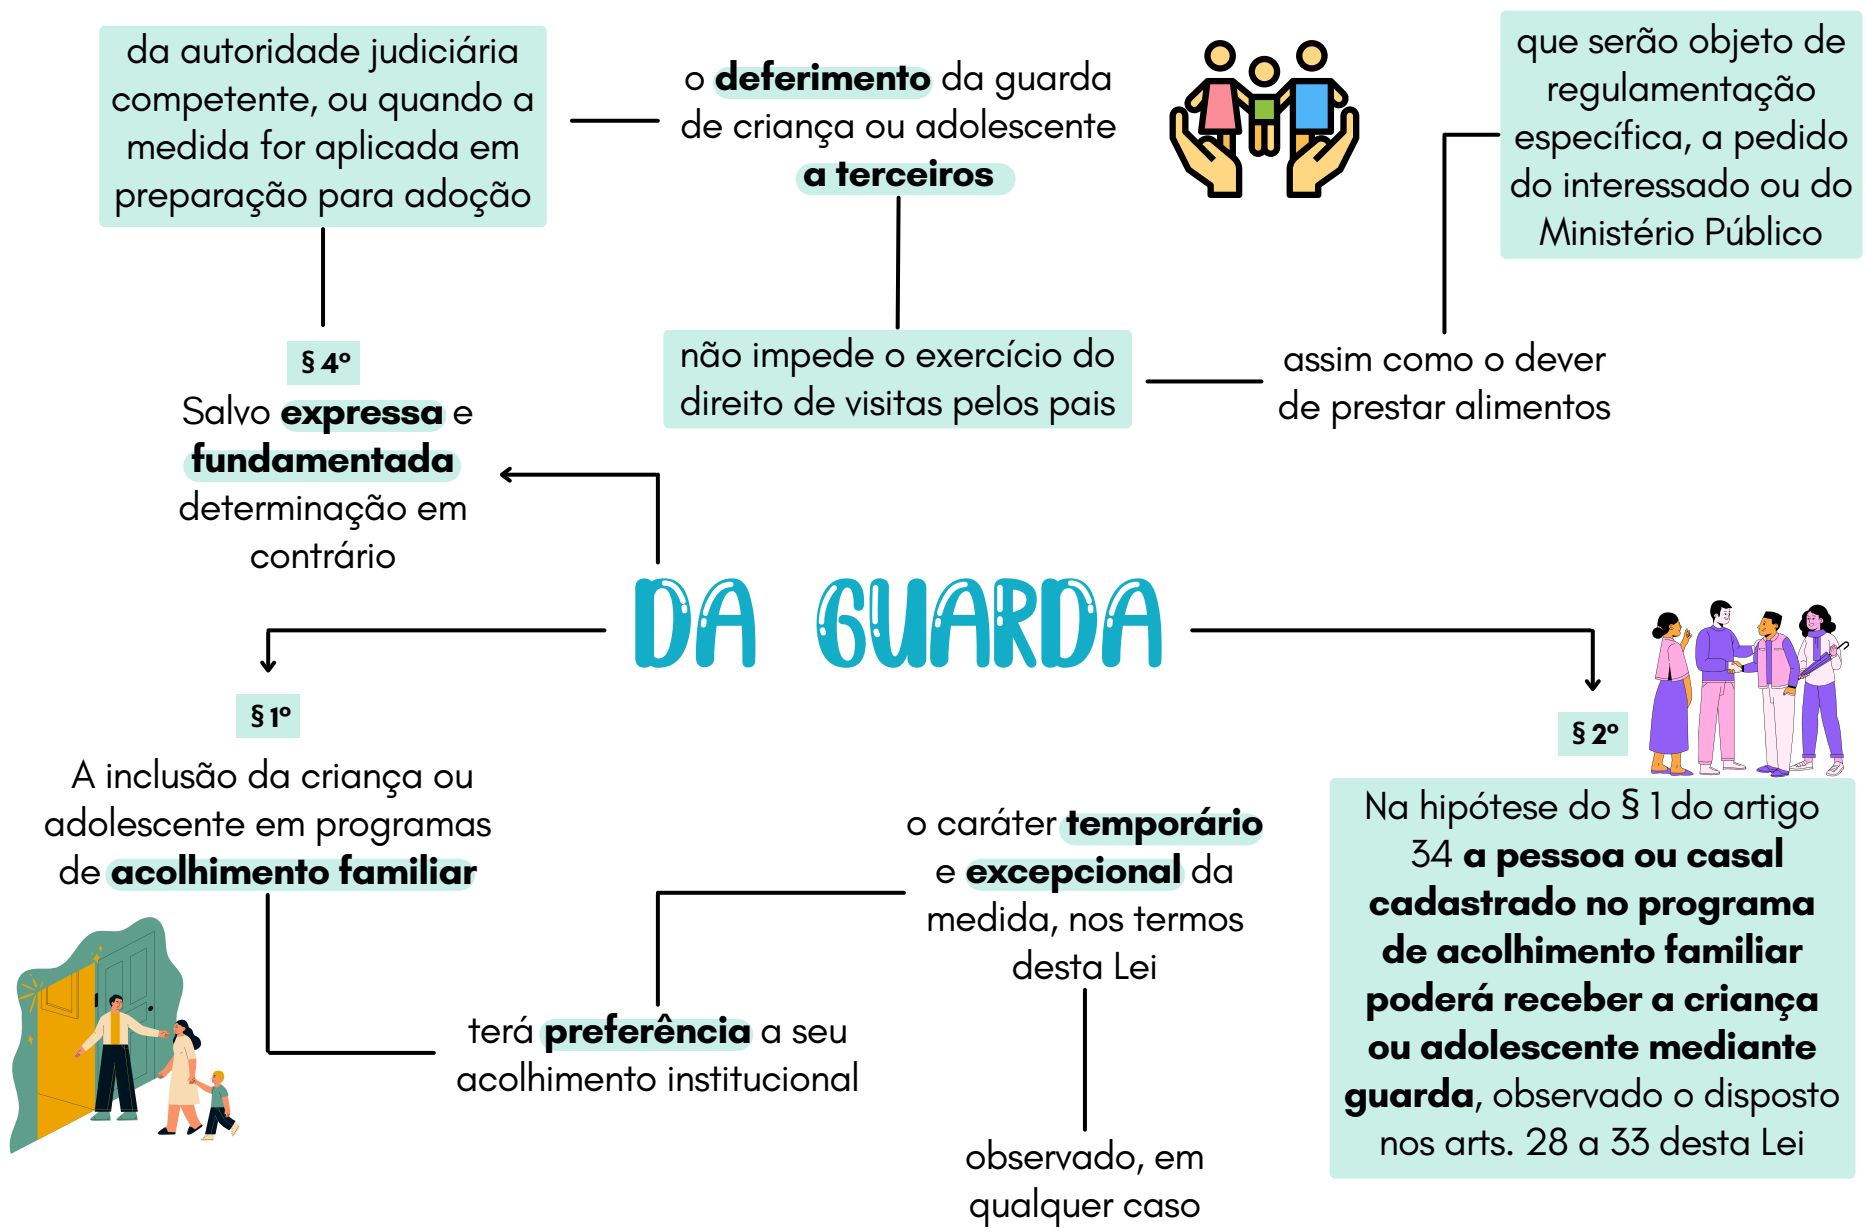 da autoridade judiciária
competente, ou quando a
medida for aplicada em
preparação para adoção
o deferimento da guarda
de criança ou adolescente
a terceiros
que serão objeto de
regulamentação
específica, a pedido
do interessado ou do
Ministério Público
§ 4º
Salvo expressa e
fundamentada
determinação em
contrário
não impede o exercício do
direito de visitas pelos pais
assim como o dever
de prestar alimentos
DA GUARDA
§ 1º
A inclusão da criança ou
adolescente em programas
de acolhimento familiar
terá preferência a seu
acolhimento institucional
o caráter temporário
e excepcional da
medida, nos termos
desta Lei
observado, em
qualquer caso
§ 2º
Na hipótese do § 1 do artigo
34 a pessoa ou casal
cadastrado no programa
de acolhimento familiar
poderá receber a criança
ou adolescente mediante
guarda, observado o disposto
nos arts. 28 a 33 desta Lei